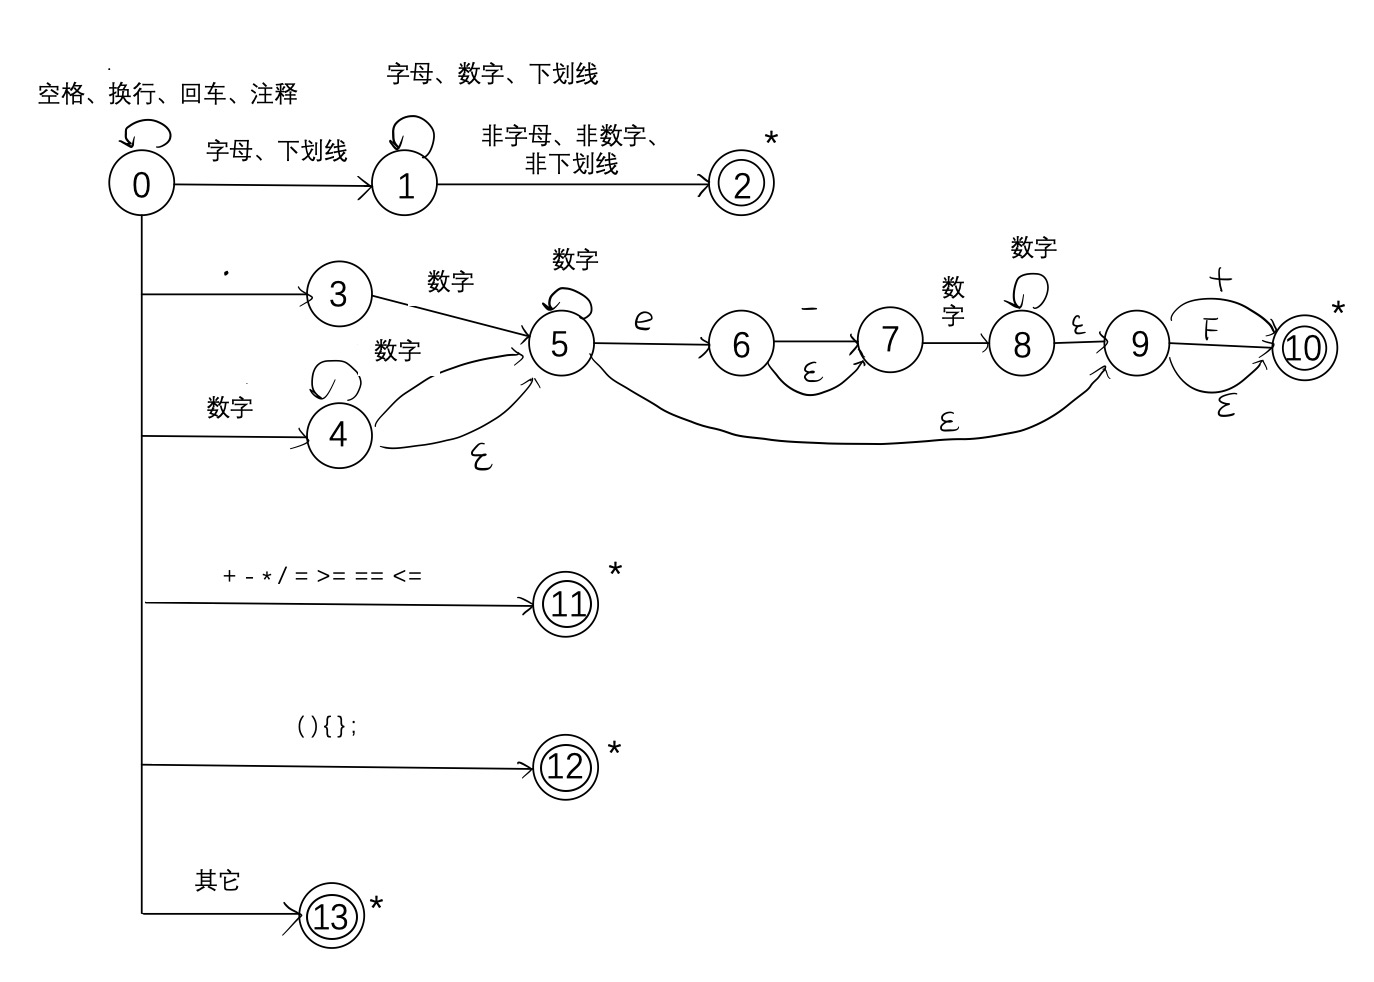 空格、换行、回车、注释
字母、数字、下划线
字母、下划线
非字母、非数字、
非下划线
*
0
1
2
.
3
数字
数字
5
e
6
-
ε
7
数
字
数字
8
ε
9
+
F
ε
*
10
数字
4
数字
数字
ε
ε
+ - * / = >= == <=
*
11
( ) { } ;
*
12
其它
13
*